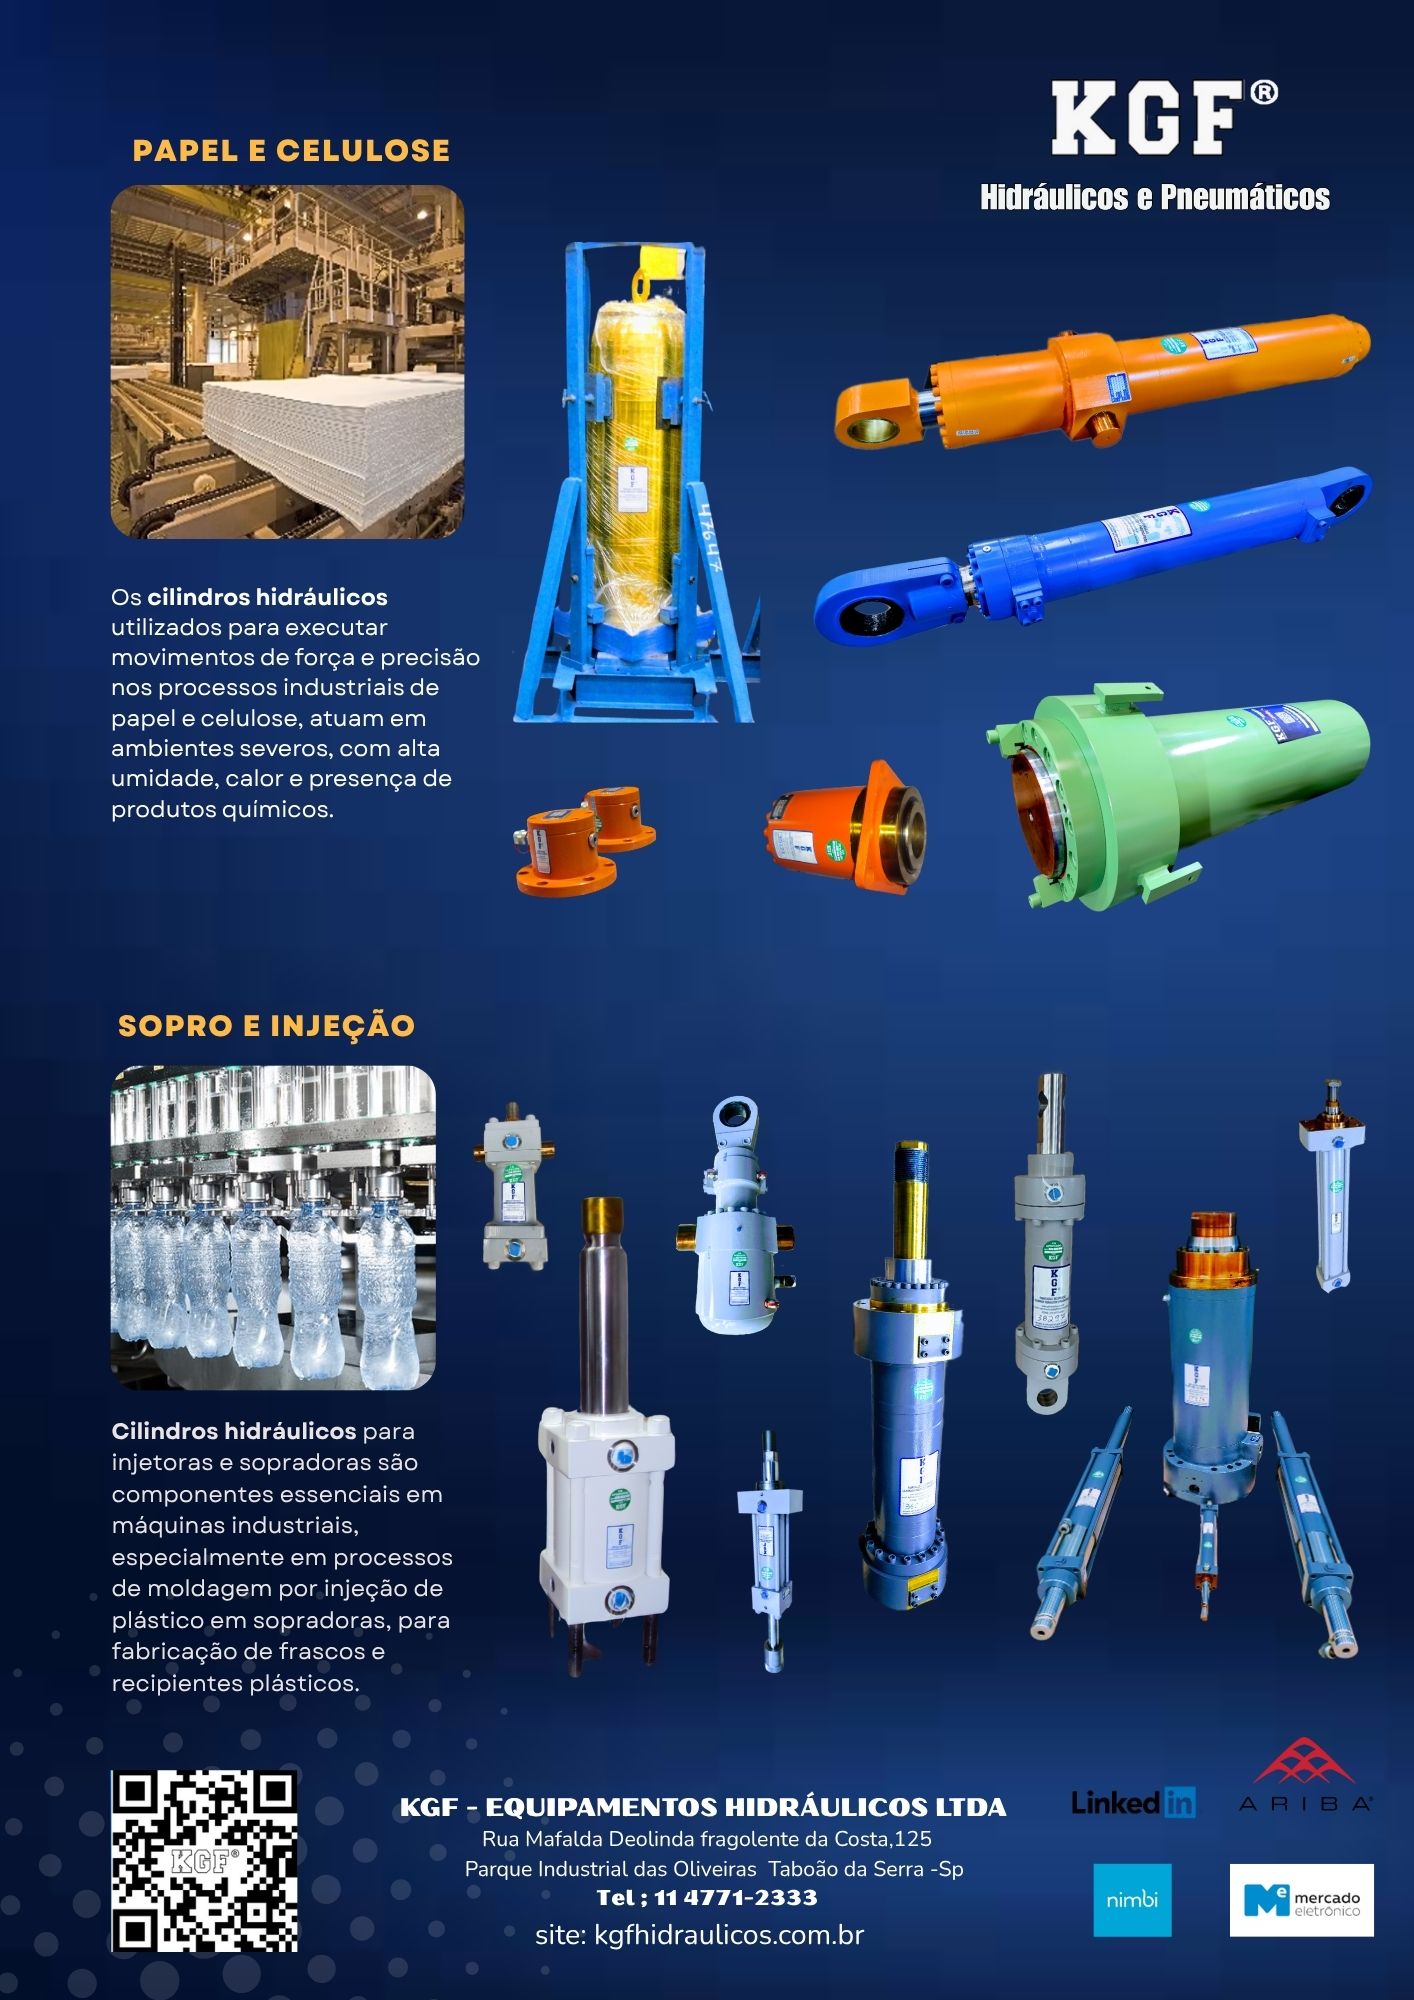 KGF®
Hidráulicos e Pneumáticos
PAPEL E CELULOSE
47647
Os cilindros hidráulicos
utilizados para executar
movimentos de força e precisão
nos processos industriais de
papel e celulose, atuam em
ambientes severos, com alta
umidade, calor e presença de
produtos químicos.
SOPRO E INJEÇÃO
Cilindros hidráulicos para
injetoras e sopradoras são
componentes essenciais em
máquinas industriais,
especialmente em processos
de moldagem por injeção de
plástico em sopradoras, para
fabricação de frascos e
recipientes plásticos.
KGF®
KGF - EQUIPAMENTOS HIDRÁULICOS LTDA
Rua Mafalda Deolinda fragolente da Costa,125
Parque Industrial das Oliveiras Taboão da Serra -Sp
Tel ; 11 4771-2333
site: kgfhidraulicos.com.br
Linked in
ARIBA®
nimbi
Me mercado
eletrônico